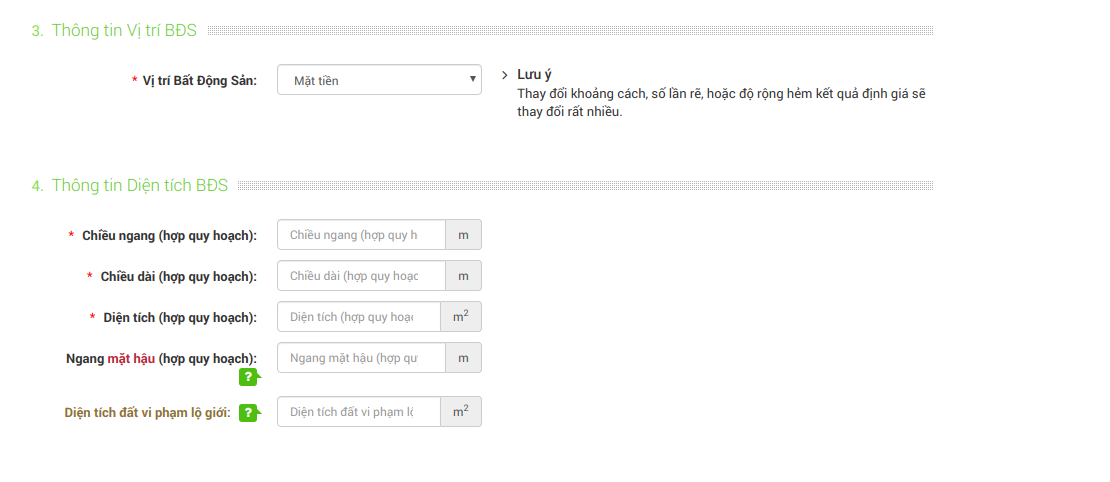 3. Thông tin Vị trí BĐS
* Vị trí Bất Động Sản:
Mặt tiền
Lưu ý
Thay đổi khoảng cách, số lần rẽ, hoặc độ rộng hẻm kết quả định giá sẽ
thay đổi rất nhiều.
4. Thông tin Diện tích BĐS
* Chiều ngang (hợp quy hoạch):
Chiều ngang (hợp quy h
m
* Chiều dài (hợp quy hoạch):
Chiều dài (hợp quy hoạc
m
* Diện tích (hợp quy hoạch):
Diện tích (hợp quy hoạc
m²
Ngang mặt hậu (hợp quy hoạch):
?
Ngang mặt hậu (hợp qu
m
Diện tích đất vi phạm lộ giới:
?
Diện tích đất vi phạm lộ
m²